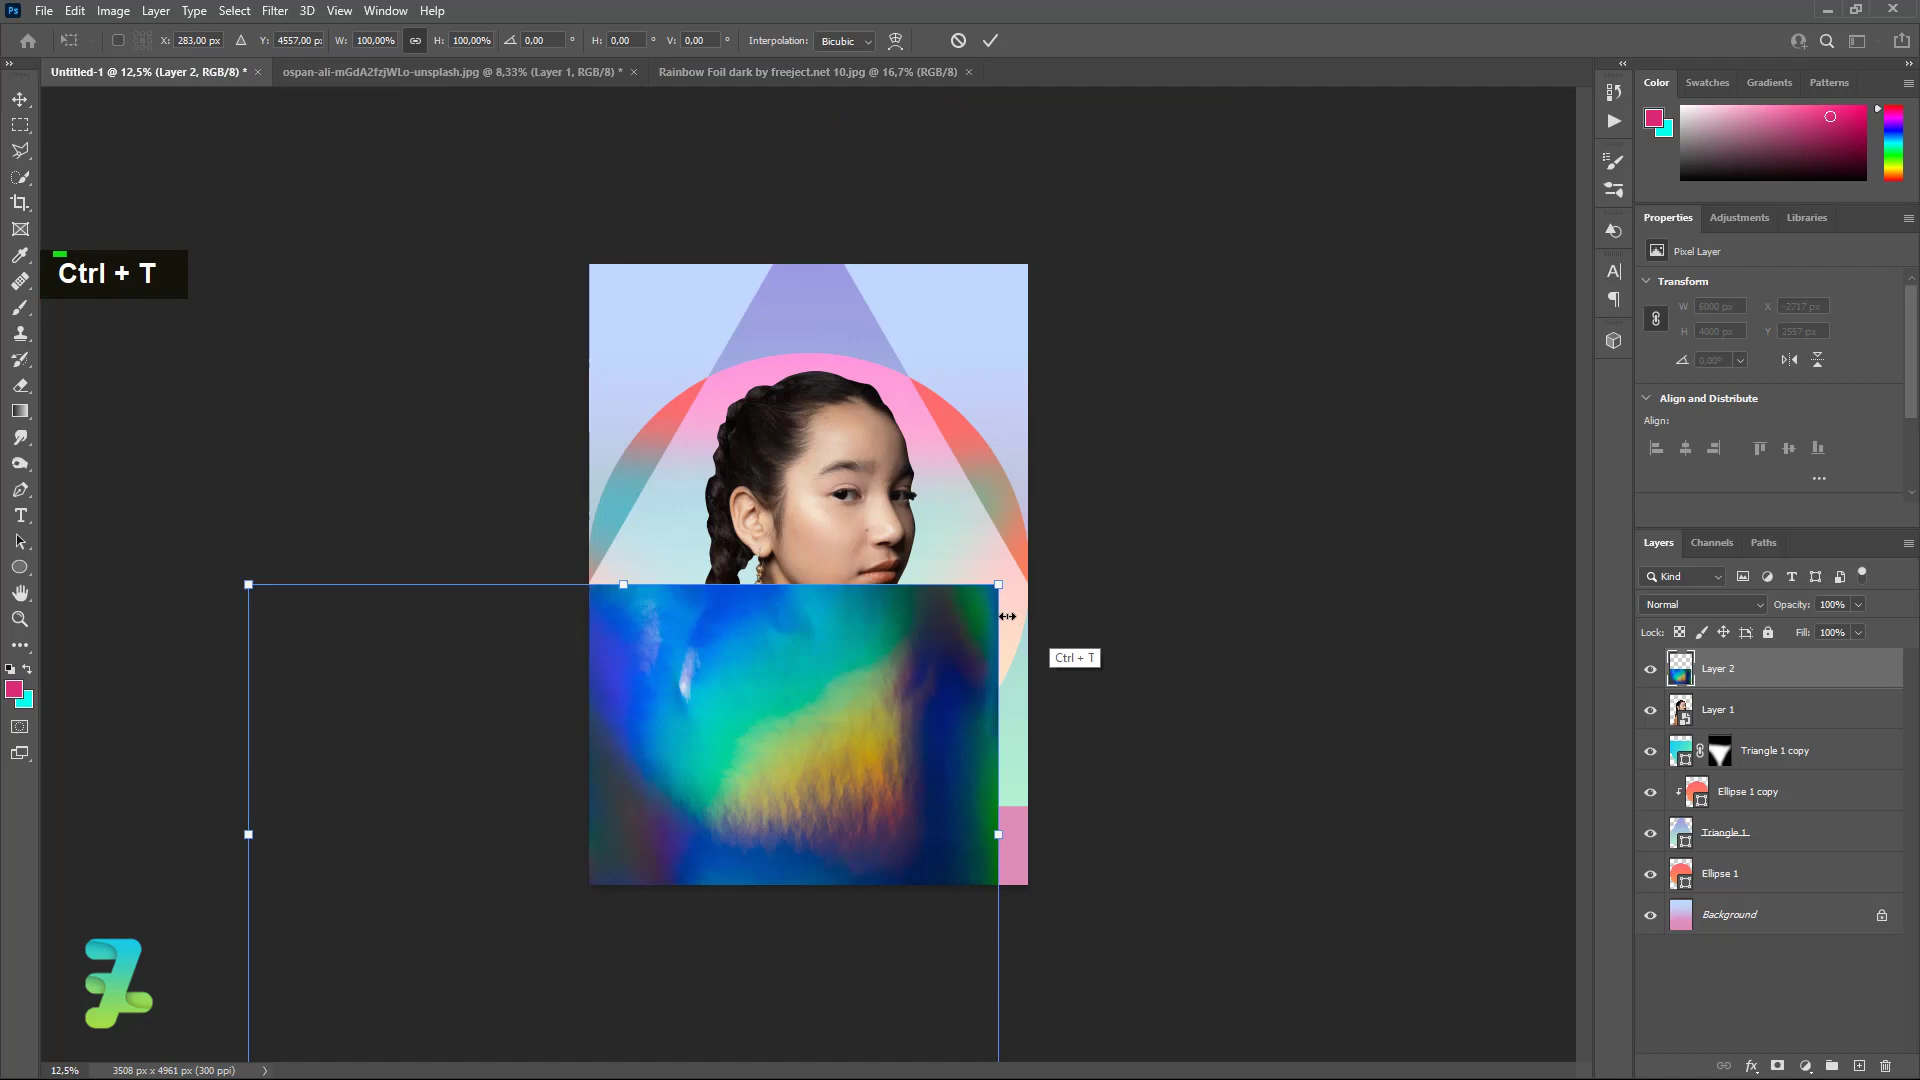 Ps File Edit Image Layer Type Select Filter 3D View Window Help
X: 283,00 px Y: 4557,00 px W: 100,00% H: 100,00% 0,00 ° H: 0,00 ° V: 0,00 ° Interpolation: Bicubic
Untitled-1 @ 12,5% (Layer 2, RGB/8) * × ospan-ali-mGdA2fzjWLo-unsplash.jpg @ 8,33% (Layer 1, RGB/8) * × Rainbow Foil dark by freeject.net 10.jpg @ 16,7% (RGB/8) ×
Color Swatches Gradients Patterns
Properties Adjustments Libraries
Pixel Layer
Transform
W 6000 px X -2717 px
H 4000 px Y 2557 px
0,00°
Align and Distribute
Align:
Ctrl + T
Ctrl + T
Layers Channels Paths
Kind
Normal Opacity: 100%
Lock: Fill: 100%
Layer 2
Layer 1
Triangle 1 copy
Ellipse 1 copy
Triangle 1
Ellipse 1
Background
12,5% 3508 px x 4961 px (300 ppi)